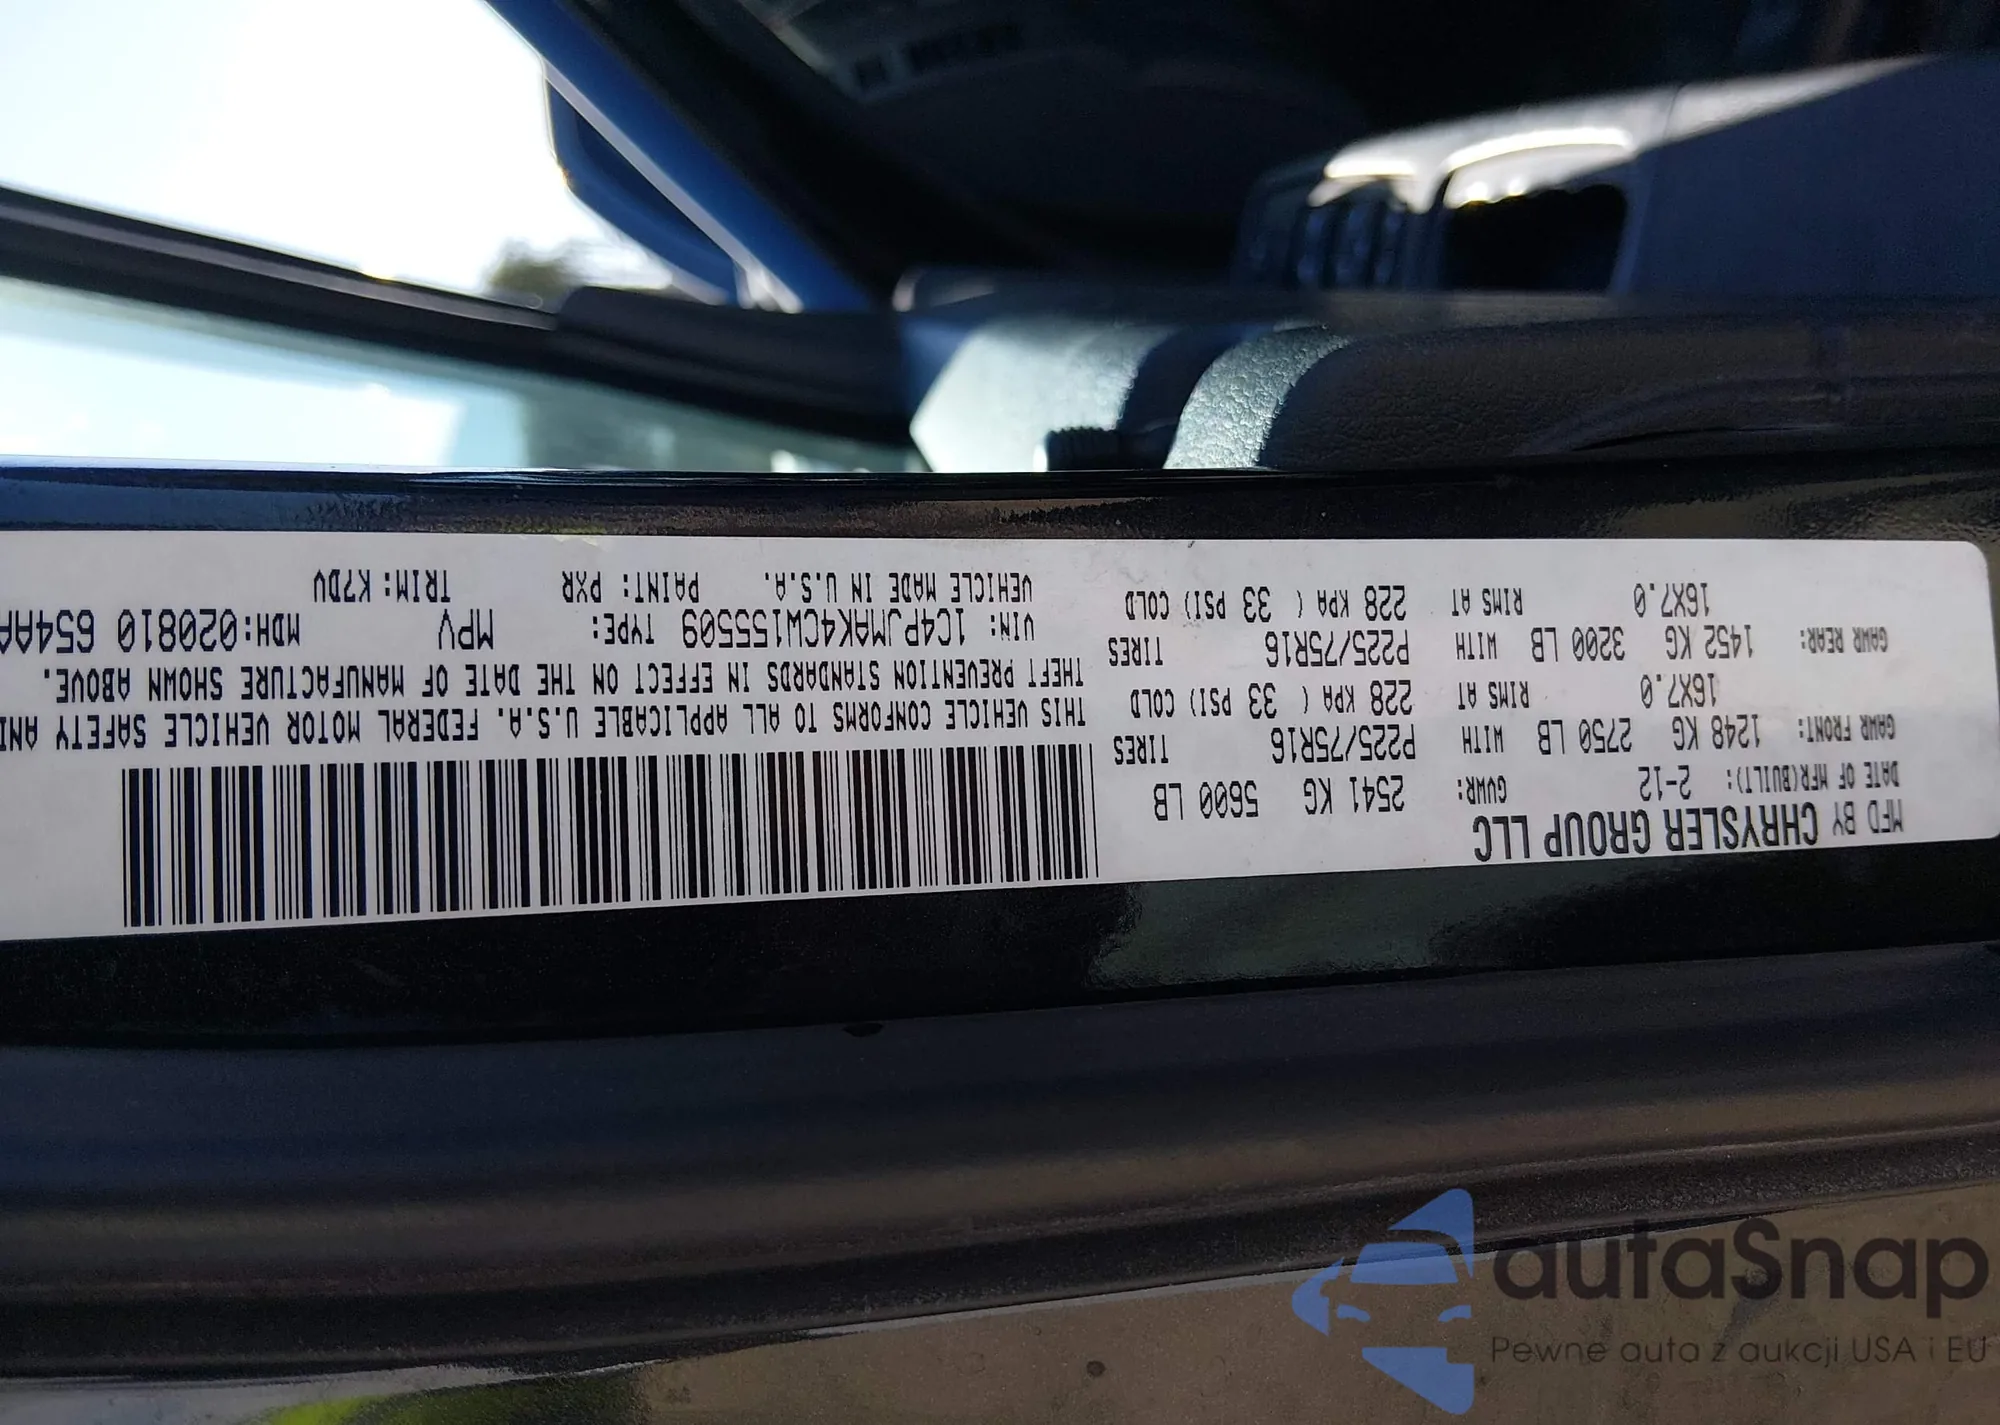 MFD BY CHRYSLER GROUP LLC
DATE OF MFR(BUILT): 2-12 GVWR: 2541 KG 5600 LB
GAWR FRONT: 1248 KG 2750 LB WITH P225/75R16 TIRES
16X7.0 RIMS AT 228 KPA ( 33 PSI) COLD
GAWR REAR: 1452 KG 3200 LB WITH P225/75R16 TIRES
16X7.0 RIMS AT 228 KPA ( 33 PSI) COLD
THIS VEHICLE CONFORMS TO ALL APPLICABLE U.S.A. FEDERAL MOTOR VEHICLE SAFETY AND
THEFT PREVENTION STANDARDS IN EFFECT ON THE DATE OF MANUFACTURE SHOWN ABOVE.
VIN: 1C4PJMAK4CW155509 TYPE: MPV MDH:020810 654AA
VEHICLE MADE IN U.S.A. PAINT: PXR TRIM:K7DV
autaSnap
Pewne auta z aukcji USA i EU